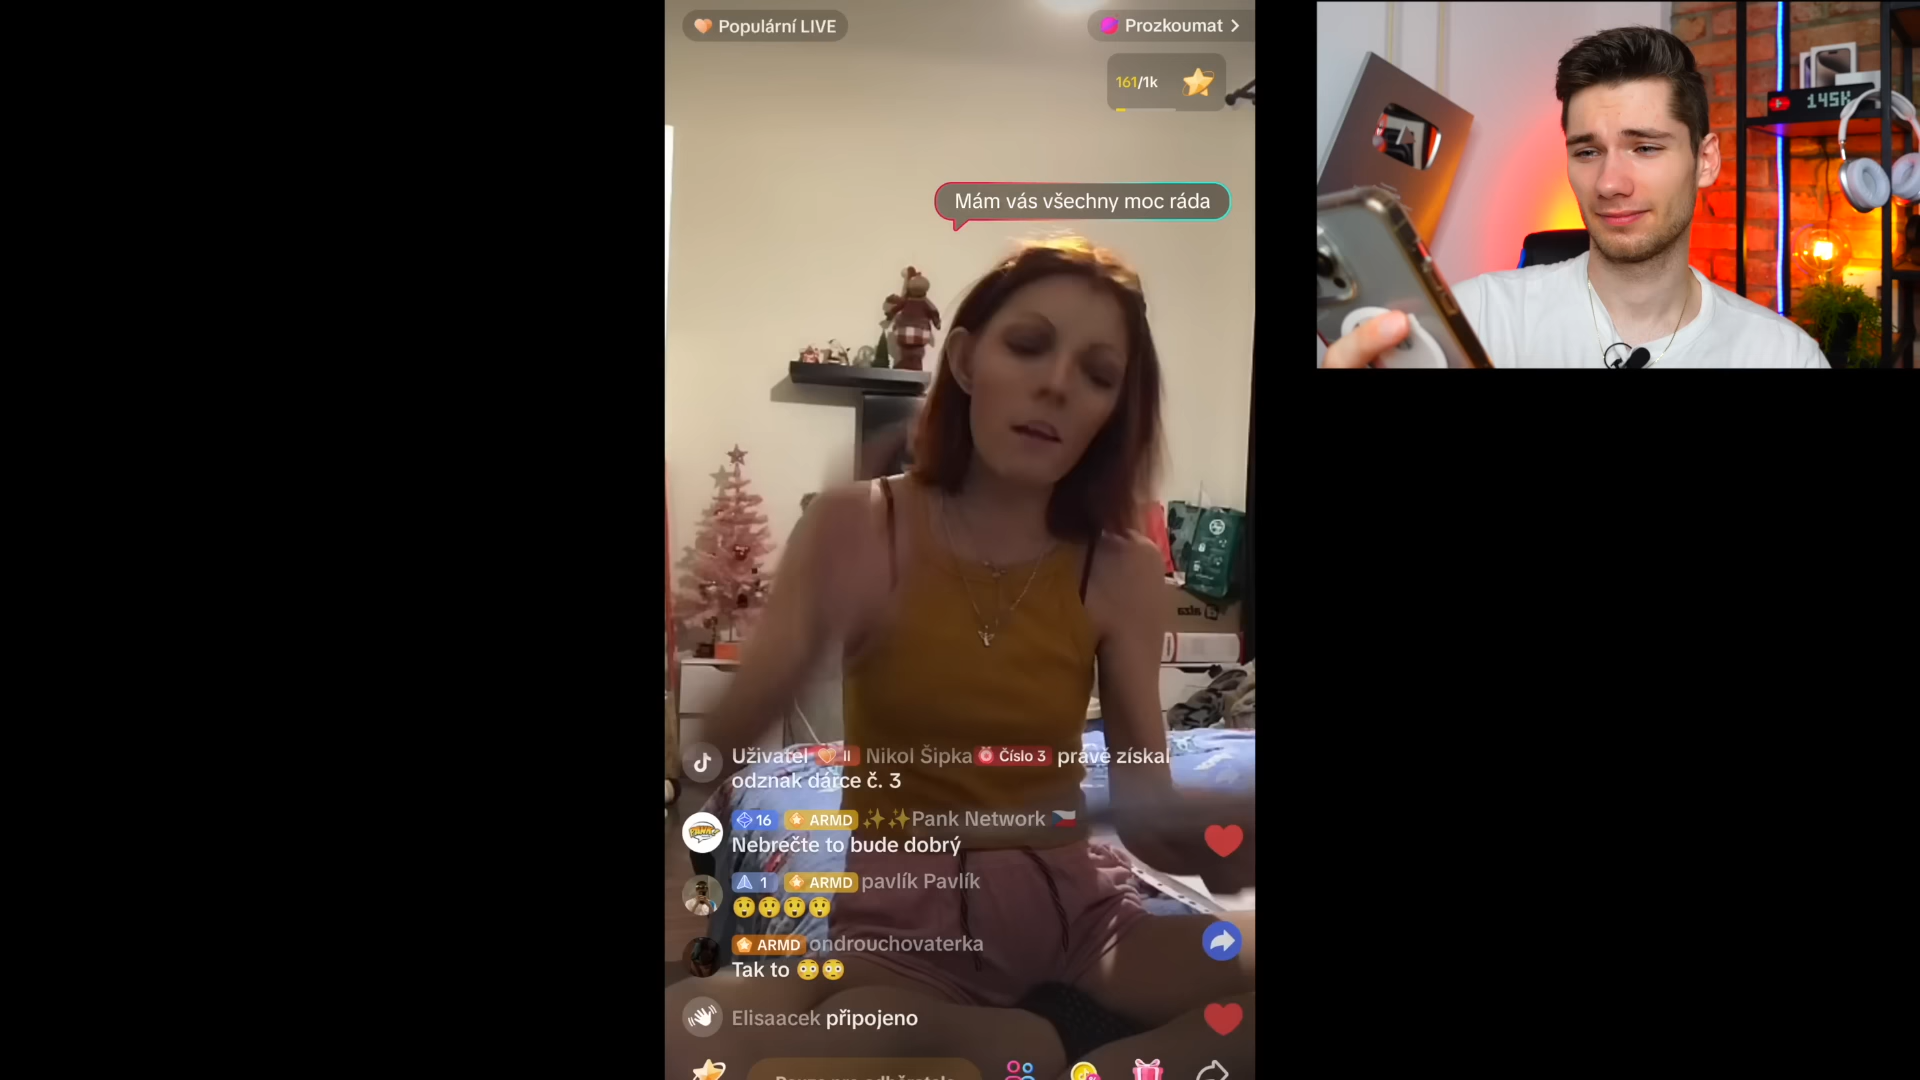 Populární LIVE
Prozkoumat
161/1k
145K
Mám vás všechny moc ráda
alza
Uživatel II Nikol Šipka Číslo 3 právě získal
odznak dárce č. 3
16 ARMD ✨✨Pank Network 🇨🇿
Nebrečte to bude dobrý
1 ARMD pavlík Pavlík
😲😲😲😲
ARMD ondrouchovaterka
Tak to 😳😳
Elisaacek připojeno